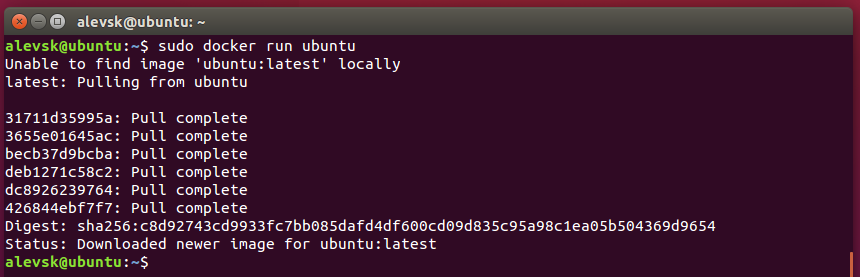 alevsk@ubuntu: ~
alevsk@ubuntu:~$ sudo docker run ubuntu
Unable to find image 'ubuntu:latest' locally
latest: Pulling from ubuntu
31711d35995a: Pull complete
3655e01645ac: Pull complete
becb37d9bcba: Pull complete
deb1271c58c2: Pull complete
dc8926239764: Pull complete
426844ebf7f7: Pull complete
Digest: sha256:c8d92743cd9933fc7bb085dafd4df600cd09d835c95a98c1ea05b504369d9654
Status: Downloaded newer image for ubuntu:latest
alevsk@ubuntu:~$